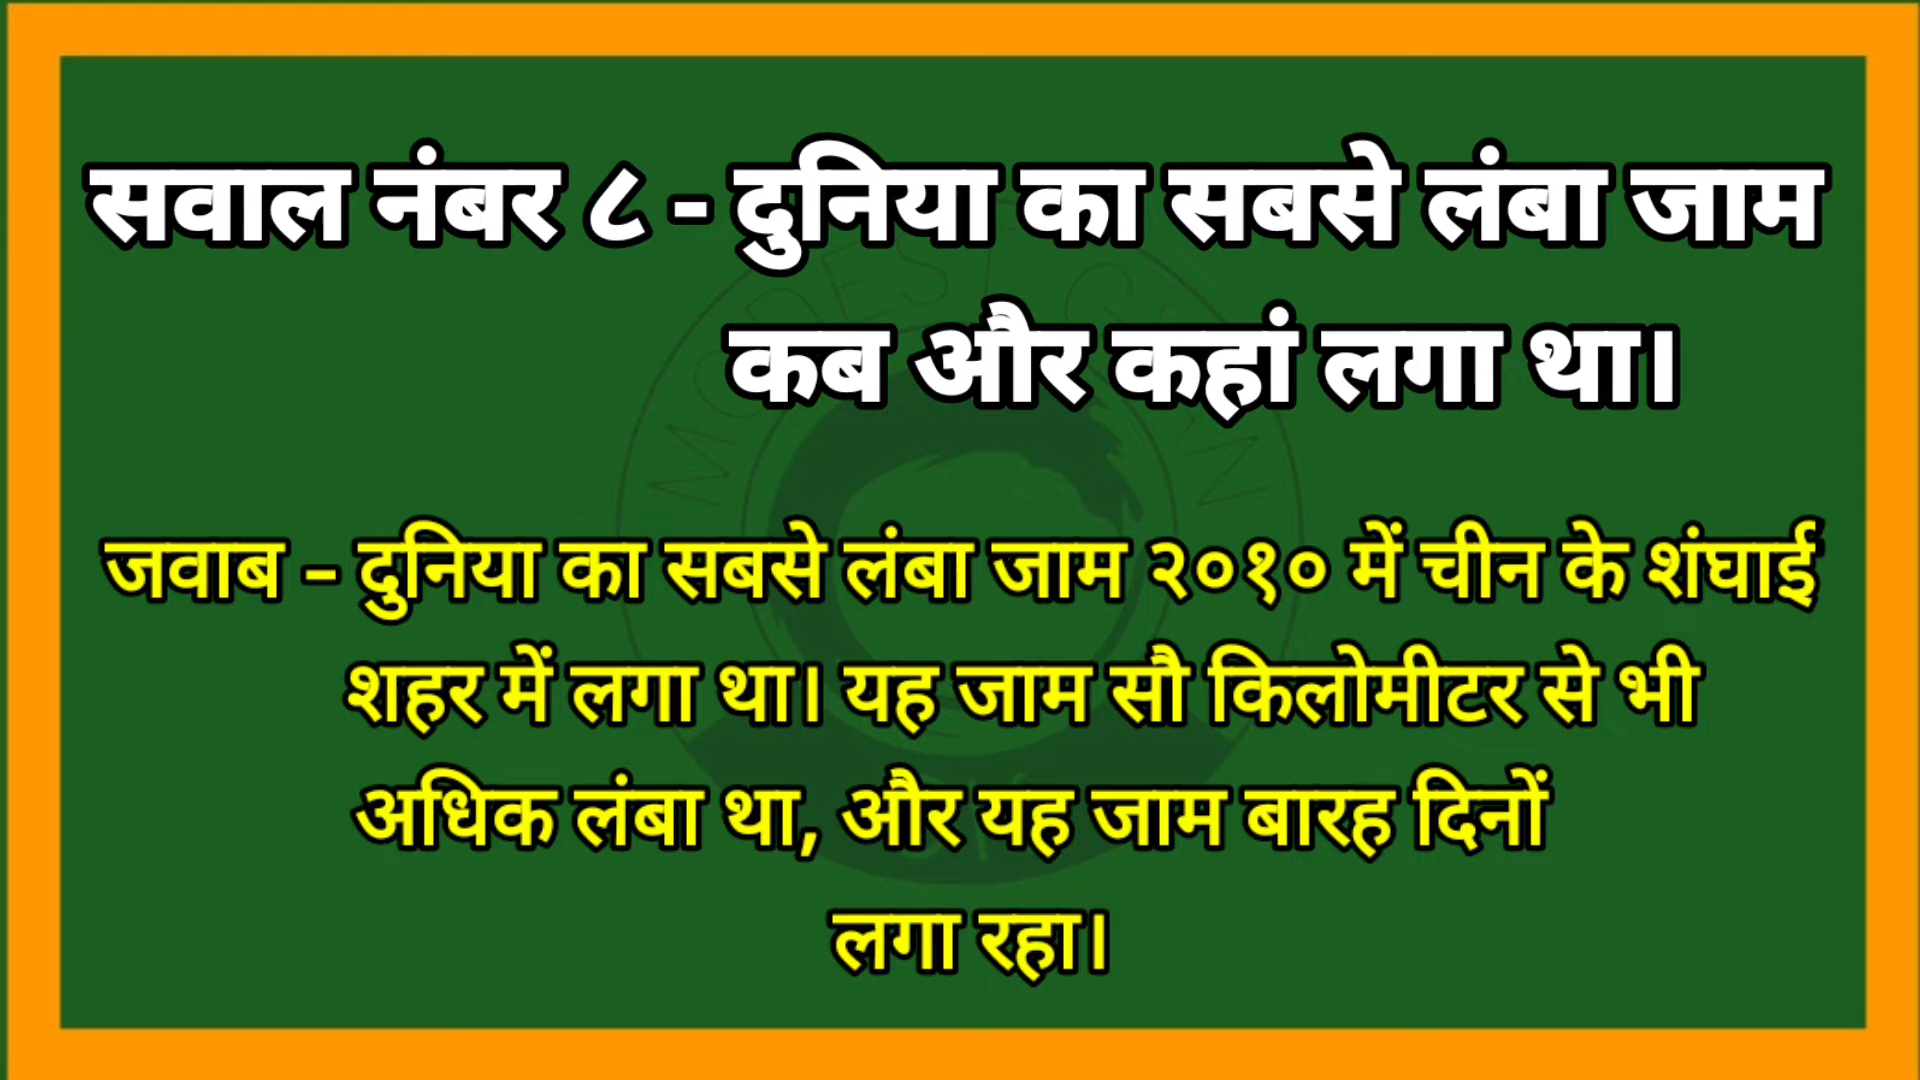 सवाल नंबर ८ - दुनिया का सबसे लंबा जाम
कब और कहां लगा था।
जवाब - दुनिया का सबसे लंबा जाम २०१० में चीन के शंघाई
शहर में लगा था। यह जाम सौ किलोमीटर से भी
अधिक लंबा था, और यह जाम बारह दिनों
लगा रहा।